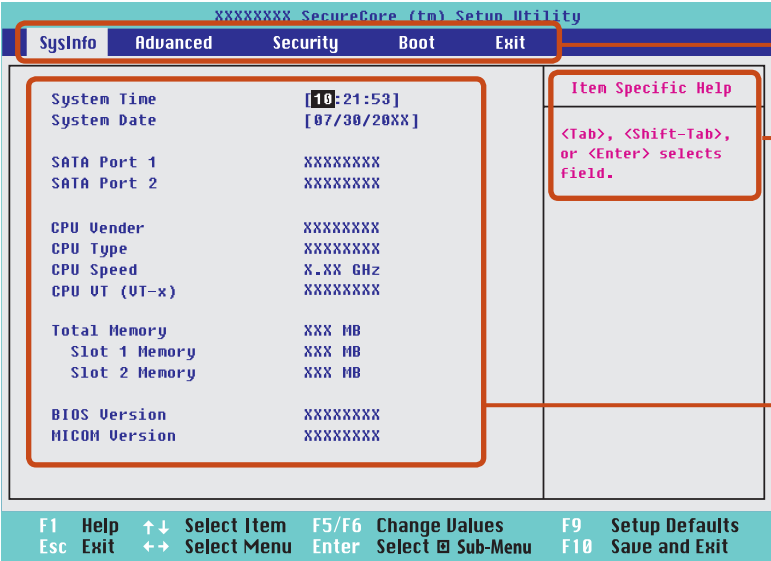 XXXXXXXX SecureCore (tm) Setup Utility
SysInfo Advanced Security Boot Exit
System Time [10:21:53]
System Date [07/30/20XX]
SATA Port 1 XXXXXXXX
SATA Port 2 XXXXXXXX
CPU Vender XXXXXXXX
CPU Type XXXXXXXX
CPU Speed X.XX GHz
CPU VT (VT-x) XXXXXXXX
Total Memory XXX MB
Slot 1 Memory XXX MB
Slot 2 Memory XXX MB
BIOS Version XXXXXXXX
MICOM Version XXXXXXXX
Item Specific Help
<Tab>, <Shift-Tab>,
or <Enter> selects
field.
F1 Help ↑↓ Select Item F5/F6 Change Values F9 Setup Defaults
Esc Exit ←→ Select Menu Enter Select Sub-Menu F10 Save and Exit